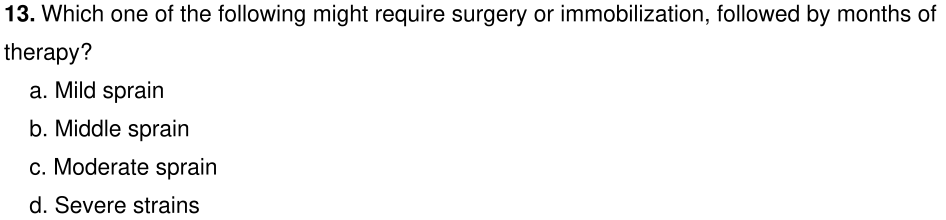 13. Which one of the following might require surgery or immobilization, followed by months of
therapy?
a. Mild sprain
b. Middle sprain
c. Moderate sprain
d. Severe strains